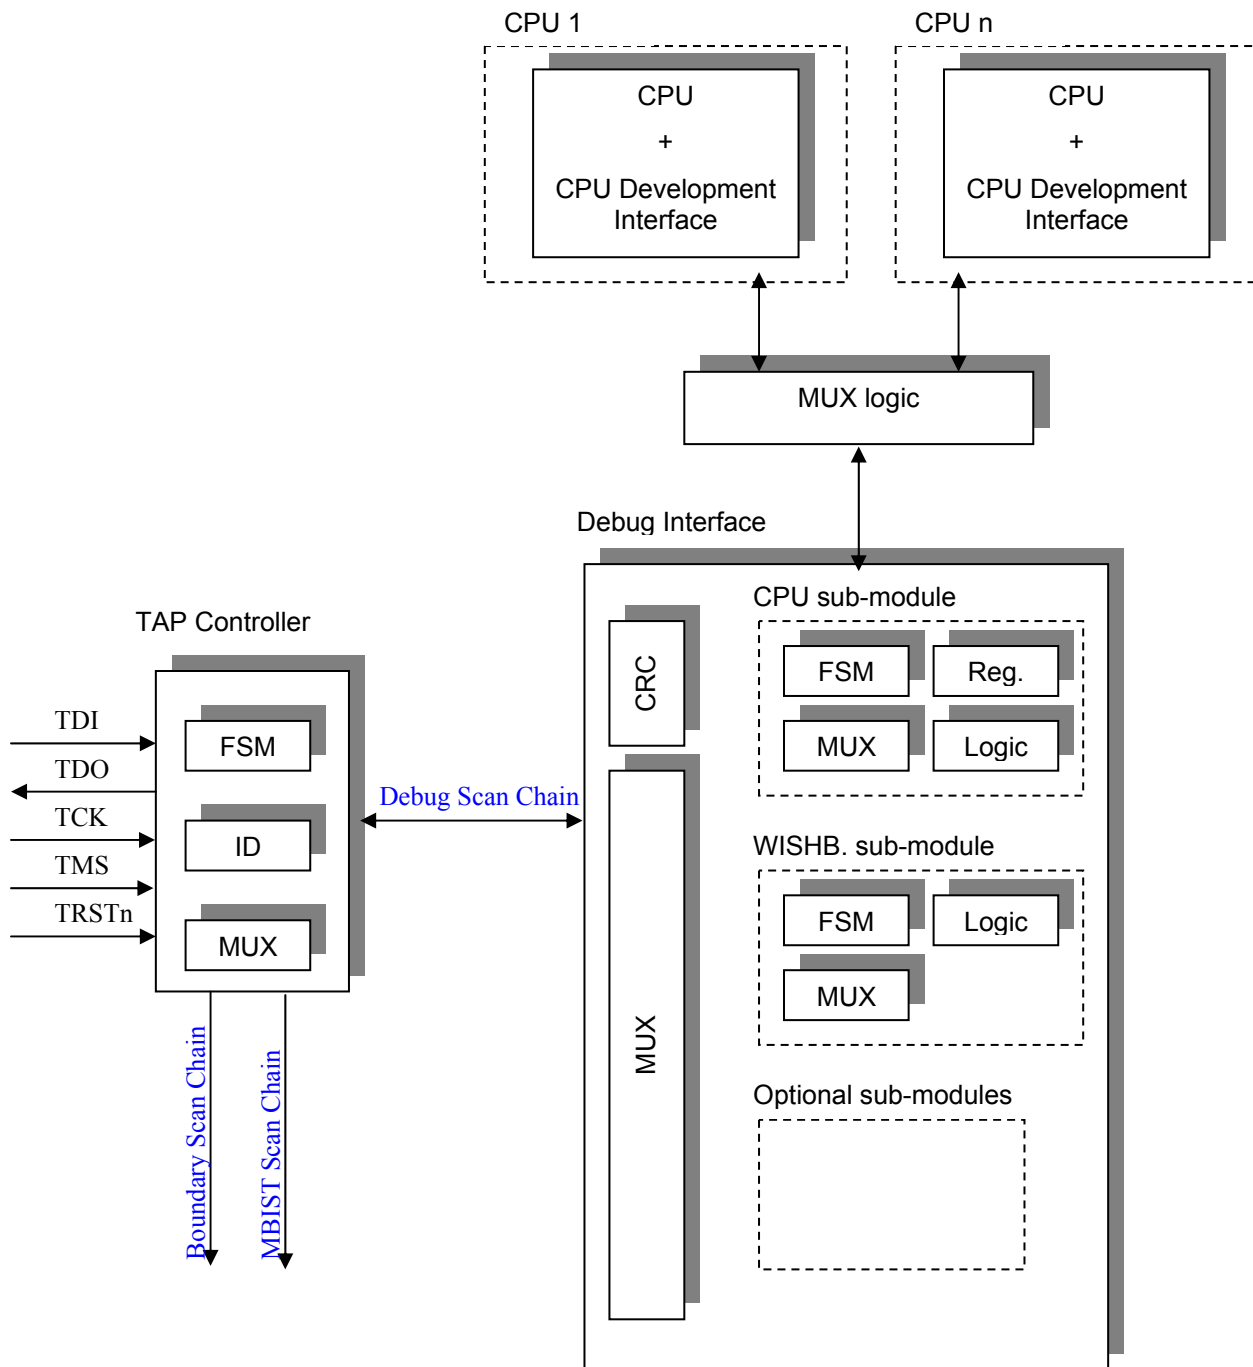 CPU 1
CPU n
CPU
+
CPU Development
Interface
CPU
+
CPU Development
Interface
MUX logic
Debug Interface
CPU sub-module
CRC
FSM
Reg.
MUX
Logic
TAP Controller
TDI
TDO
TCK
TMS
TRSTn
FSM
ID
MUX
Debug Scan Chain
MUX
WISHB. sub-module
FSM
Logic
MUX
Optional sub-modules
Boundary Scan Chain
MBIST Scan Chain